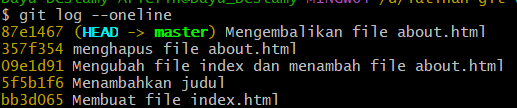 $ git log --oneline
87e1467 (HEAD -> master) Mengembalikan file about.html
357f354 menghapus file about.html
09e1d91 Mengubah file index dan menambah file about.html
5f5b1f6 Menambahkan judul
bb3d065 Membuat file index.html